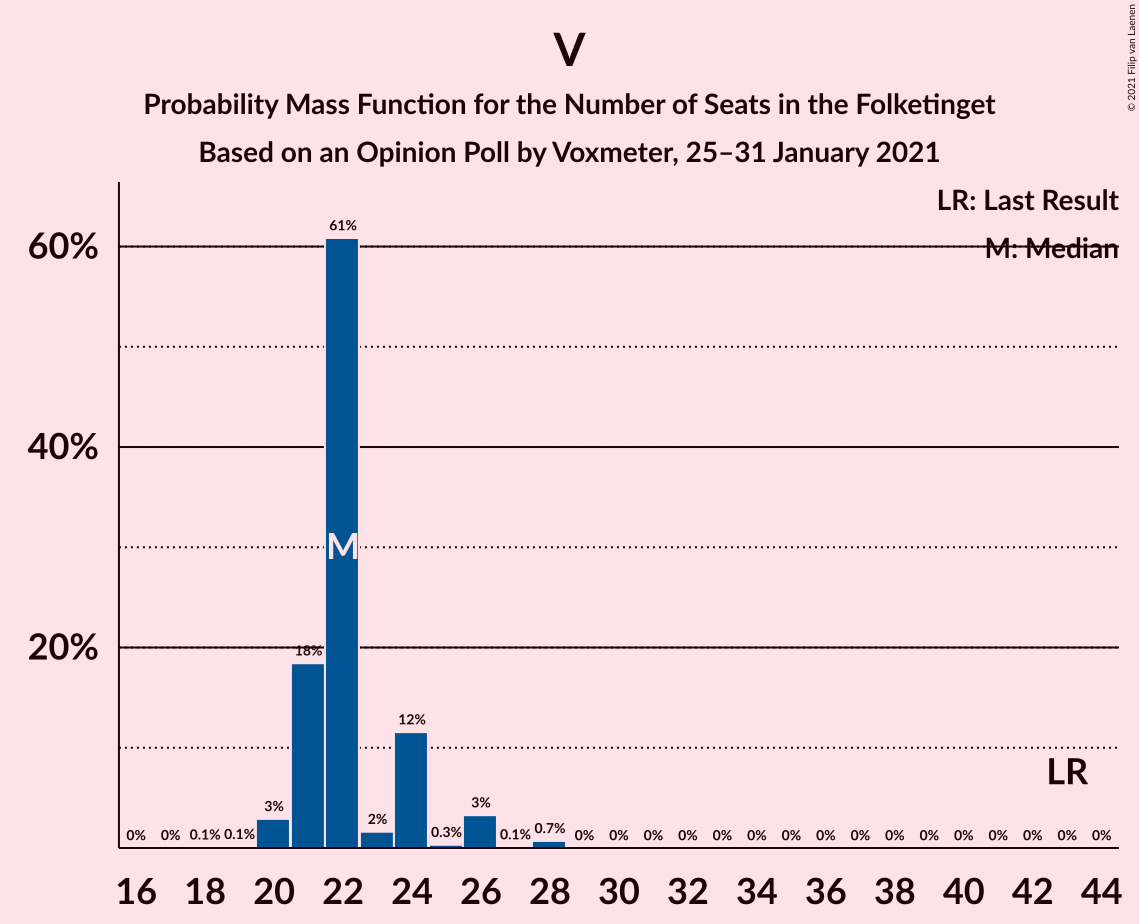 V
Probability Mass Function for the Number of Seats in the Folketinget
Based on an Opinion Poll by Voxmeter, 25–31 January 2021
© 2021 Filip van Laenen
LR: Last Result
M: Median
60%
40%
20%
0% 0% 0.1% 0.1% 3% 18% 61% 2% 12% 0.3% 3% 0.1% 0.7% 0% 0% 0% 0% 0% 0% 0% 0% 0% 0% 0% 0% 0% 0% 0% 0%
M
LR
16 18 20 22 24 26 28 30 32 34 36 38 40 42 44